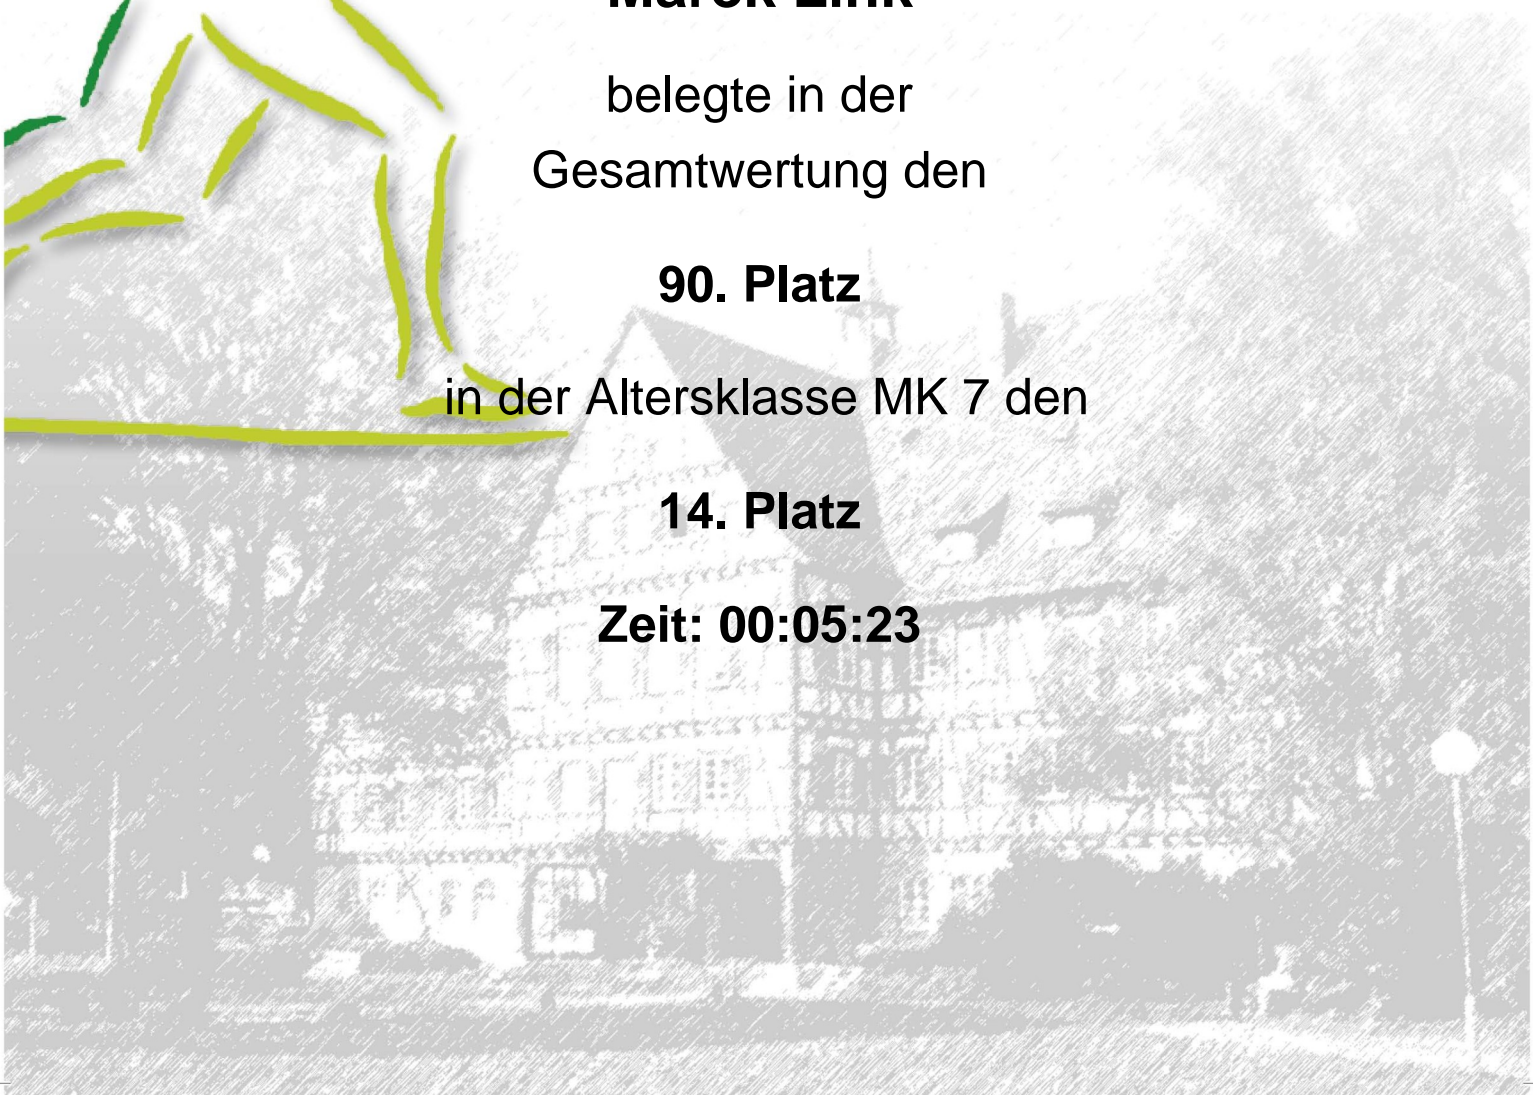 belegte in der
Gesamtwertung den
90. Platz
in der Altersklasse MK 7 den
14. Platz
Zeit: 00:05:23